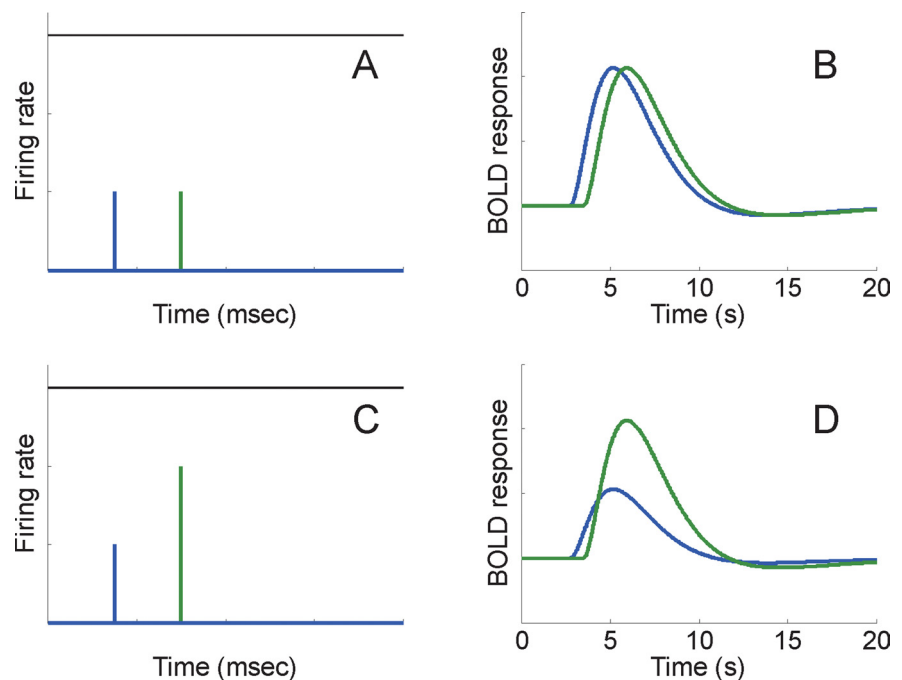 A
Firing rate
Time (msec)
B
BOLD response
0 5 10 15 20
Time (s)
C
Firing rate
Time (msec)
D
BOLD response
0 5 10 15 20
Time (s)